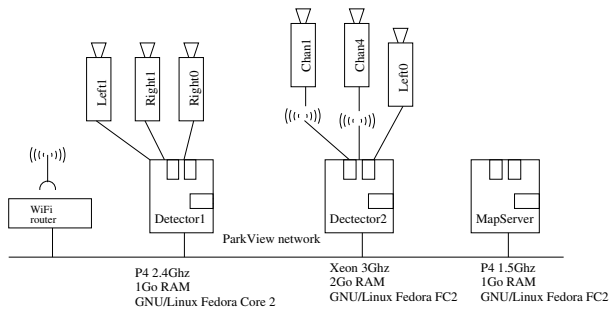 Left1
Right1
Right0
Chan1
Chan4
Left0
WiFi
router
Detector1
Dectector2
MapServer
ParkView network
P4 2.4Ghz
1Go RAM
GNU/Linux Fedora Core 2
Xeon 3Ghz
2Go RAM
GNU/Linux Fedora FC2
P4 1.5Ghz
1Go RAM
GNU/Linux Fedora FC2